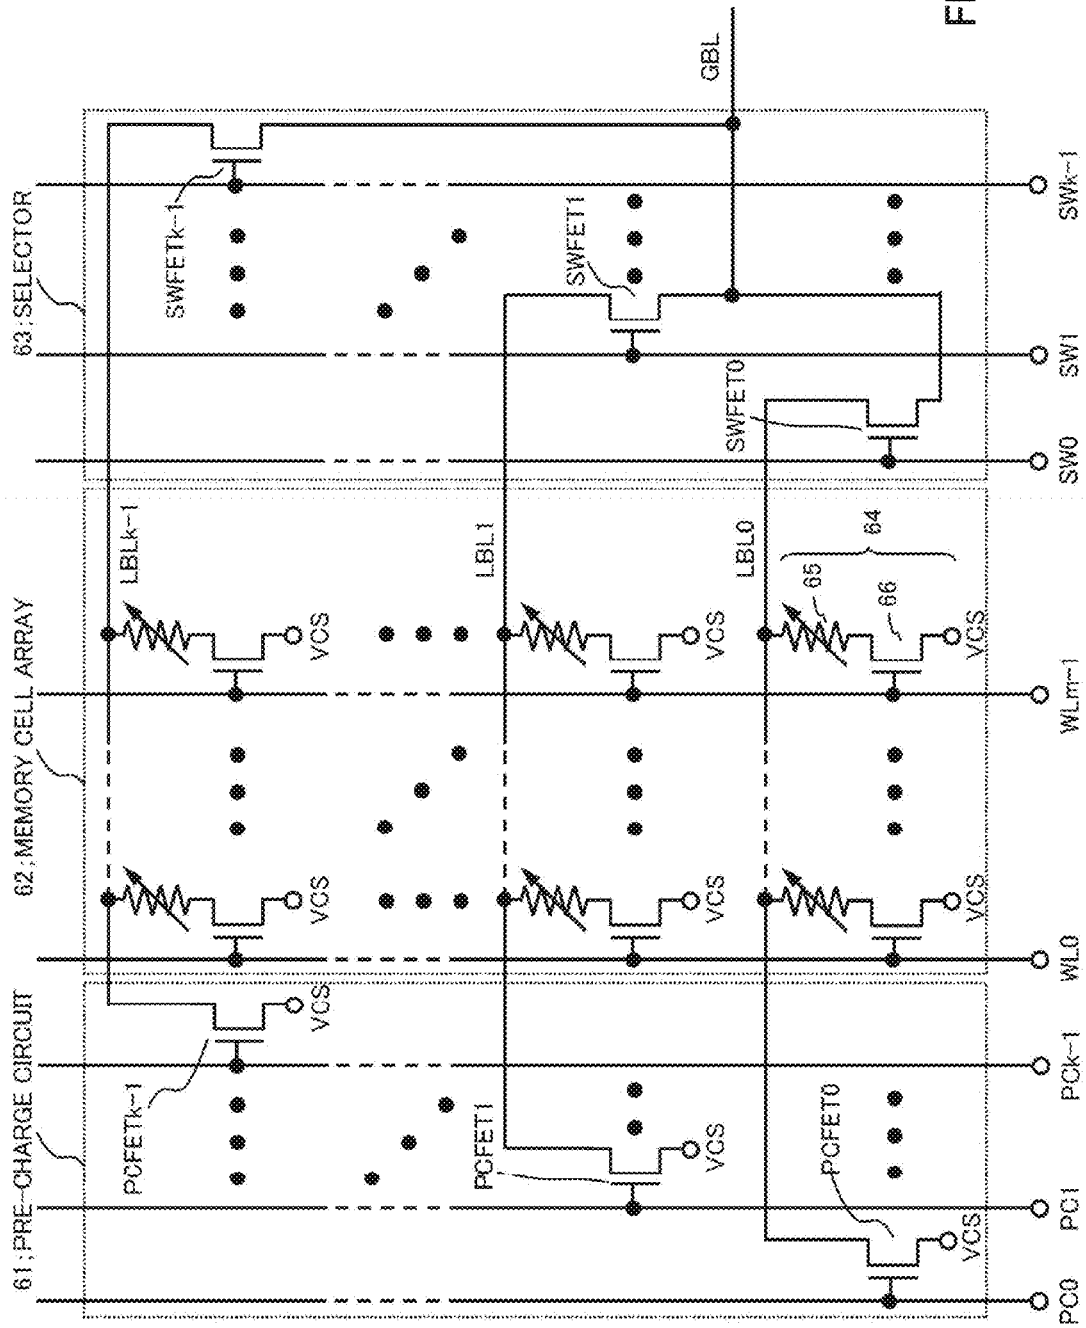 FI
GBL
63;SELECTOR
SWFETk-1
SWFET1
SWFET0
SWk-1
SW1
SW0
62;MEMORY CELL ARRAY
LBLk-1
LBL1
LBL0
64
65
66
VCS
VCS
VCS
WLm-1
VCS
VCS
VCS
WL0
61;PRE-CHARGE CIRCUIT
VCS
PCFETk-1
PCFET1
VCS
PCFET0
VCS
PCk-1
PC1
PC0